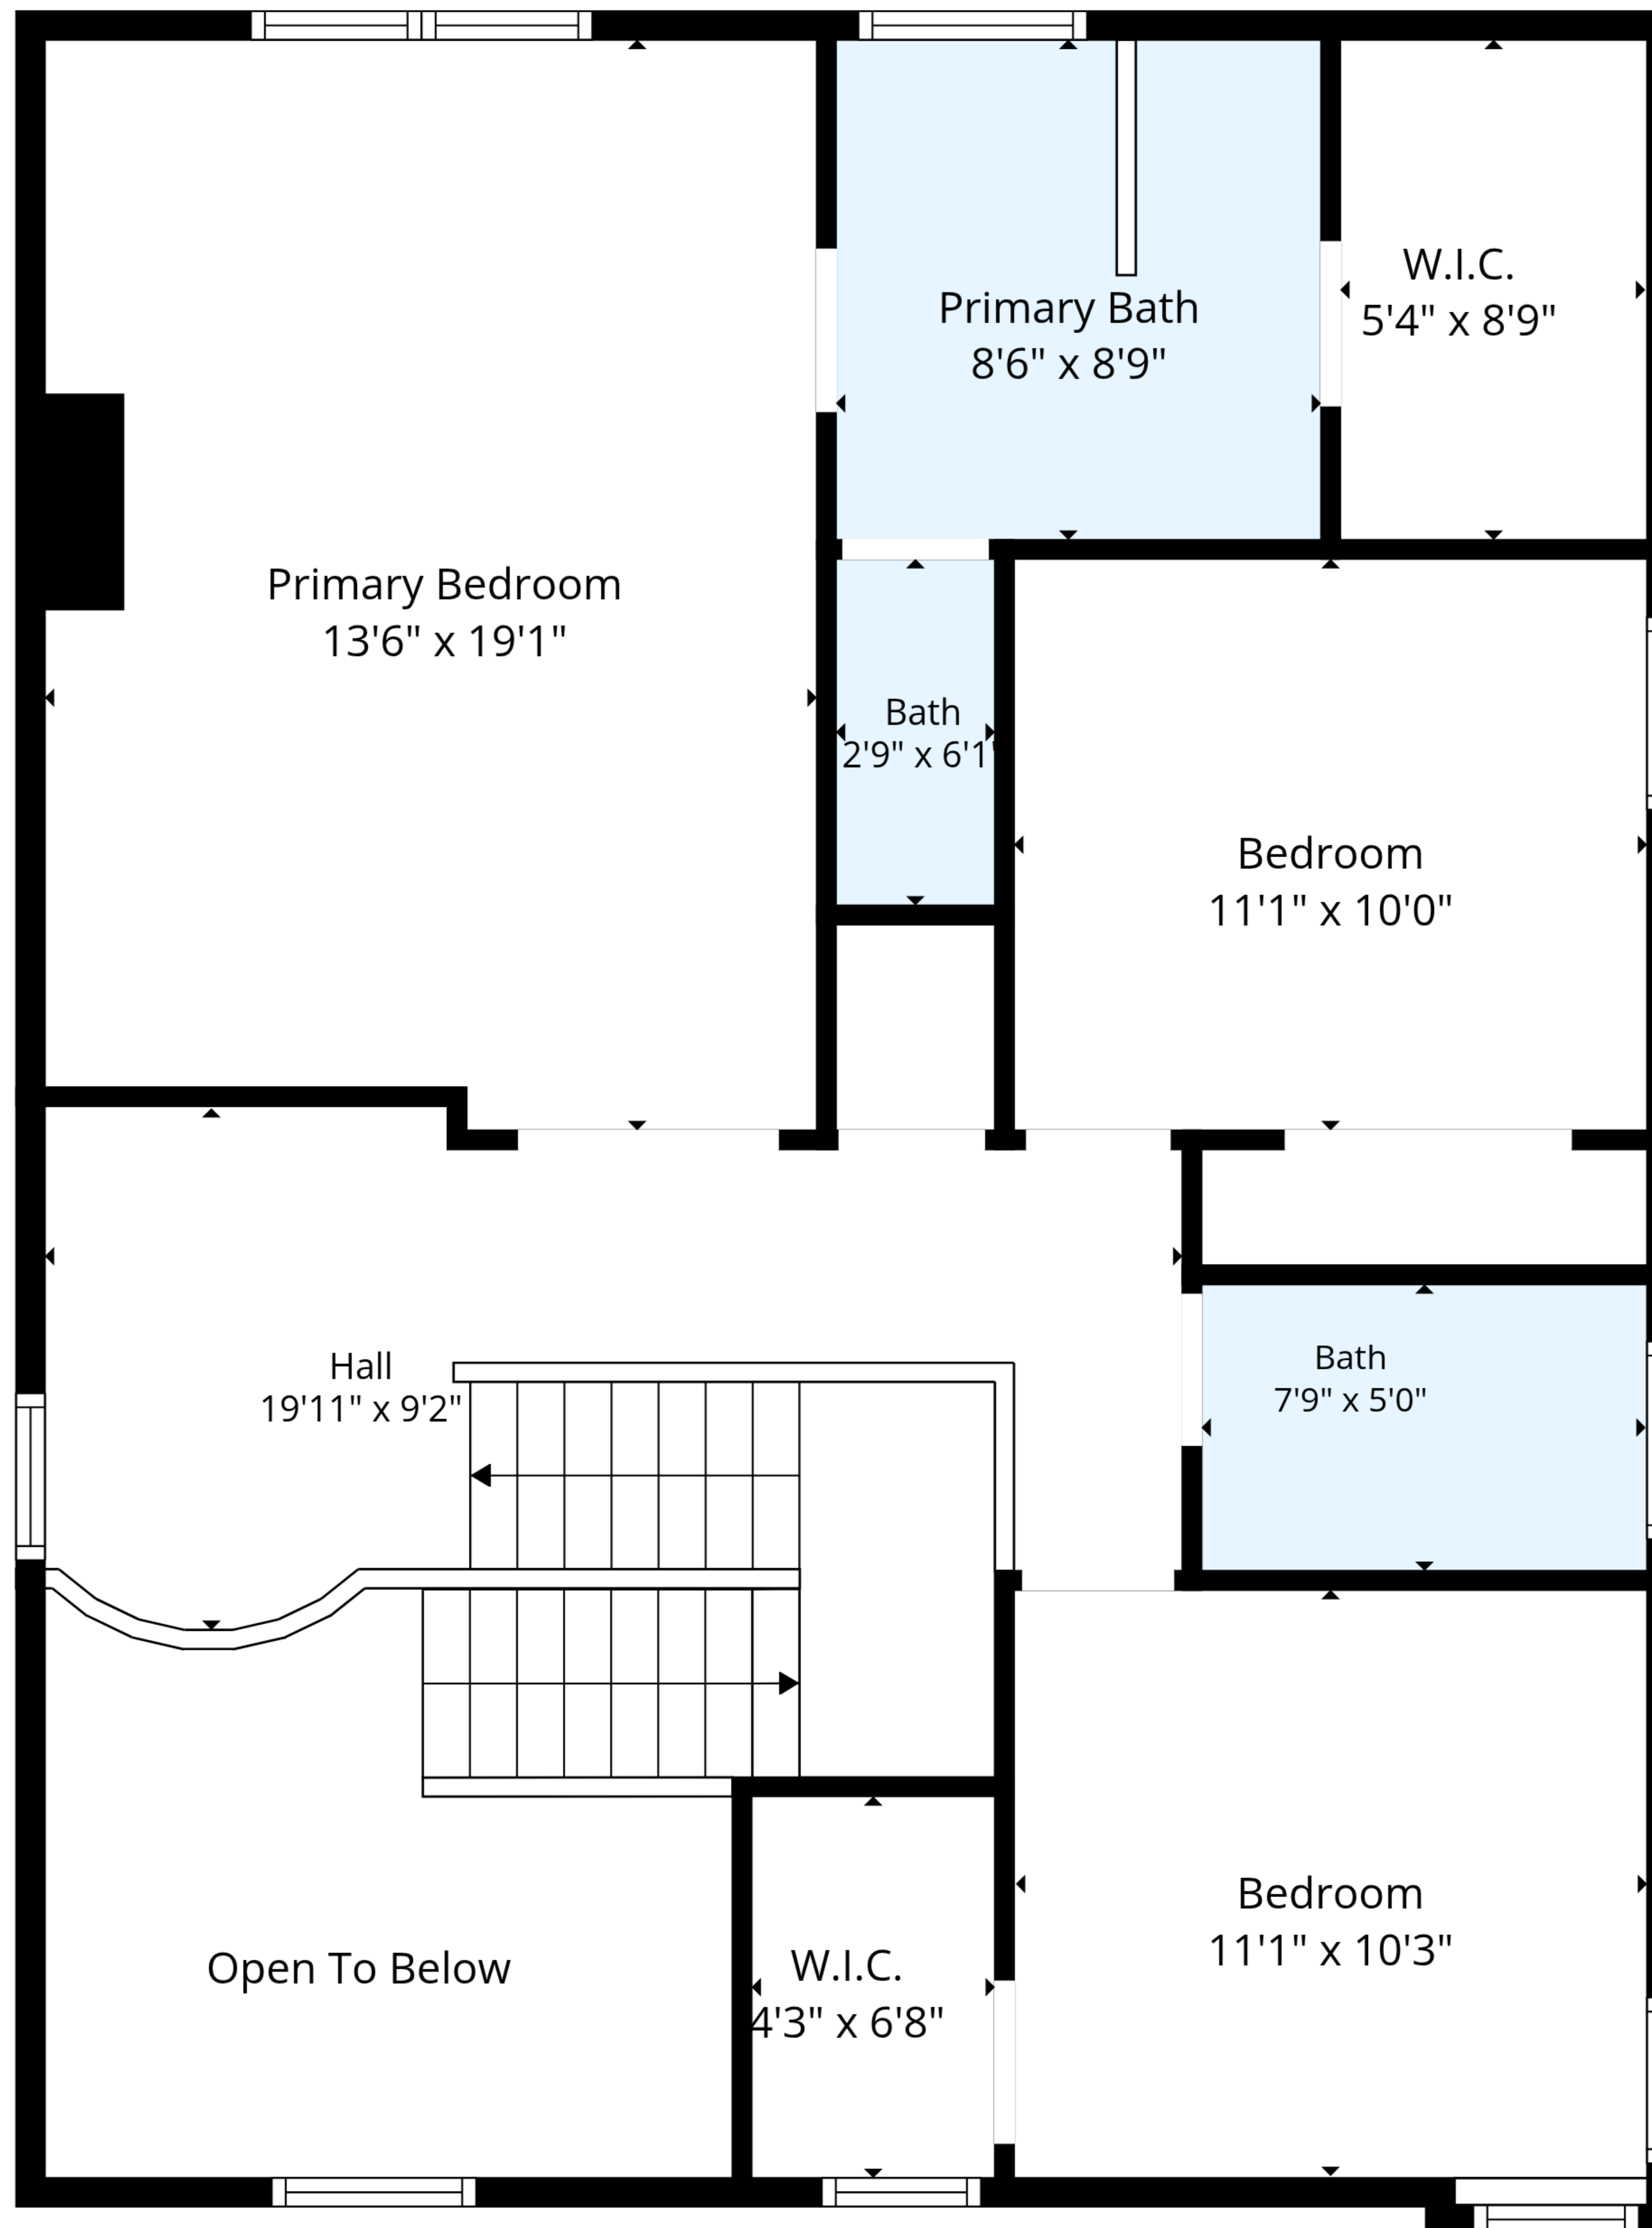 W.I.C.
5'4" x 8'9"
Primary Bath
8'6" x 8'9"
Primary Bedroom
13'6" x 19'1"
Bath
2'9" x 6'1"
Bedroom
11'1" x 10'0"
Hall
19'11" x 9'2"
Bath
7'9" x 5'0"
Bedroom
11'1" x 10'3"
Open To Below
W.I.C.
4'3" x 6'8"